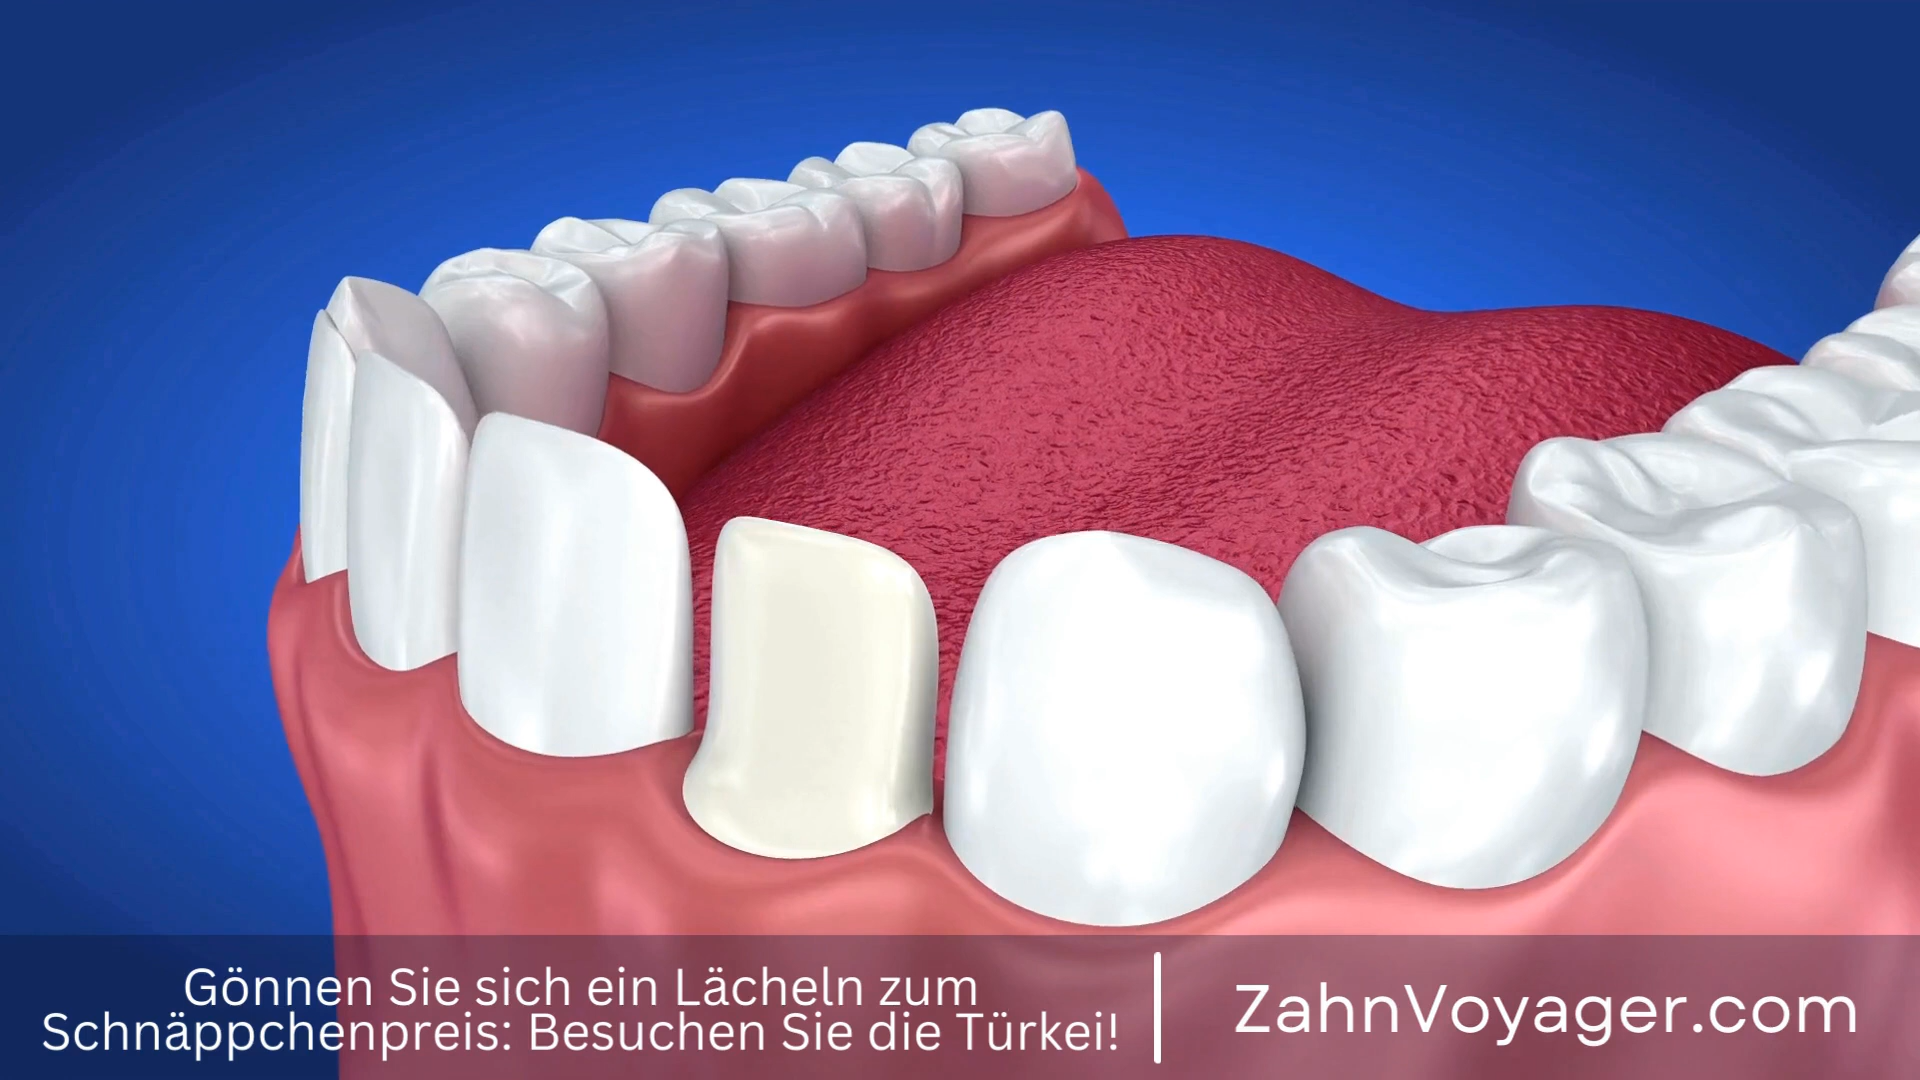 Gönnen Sie sich ein Lächeln zum
Schnäppchenpreis: Besuchen Sie die Türkei!
ZahnVoyager.com